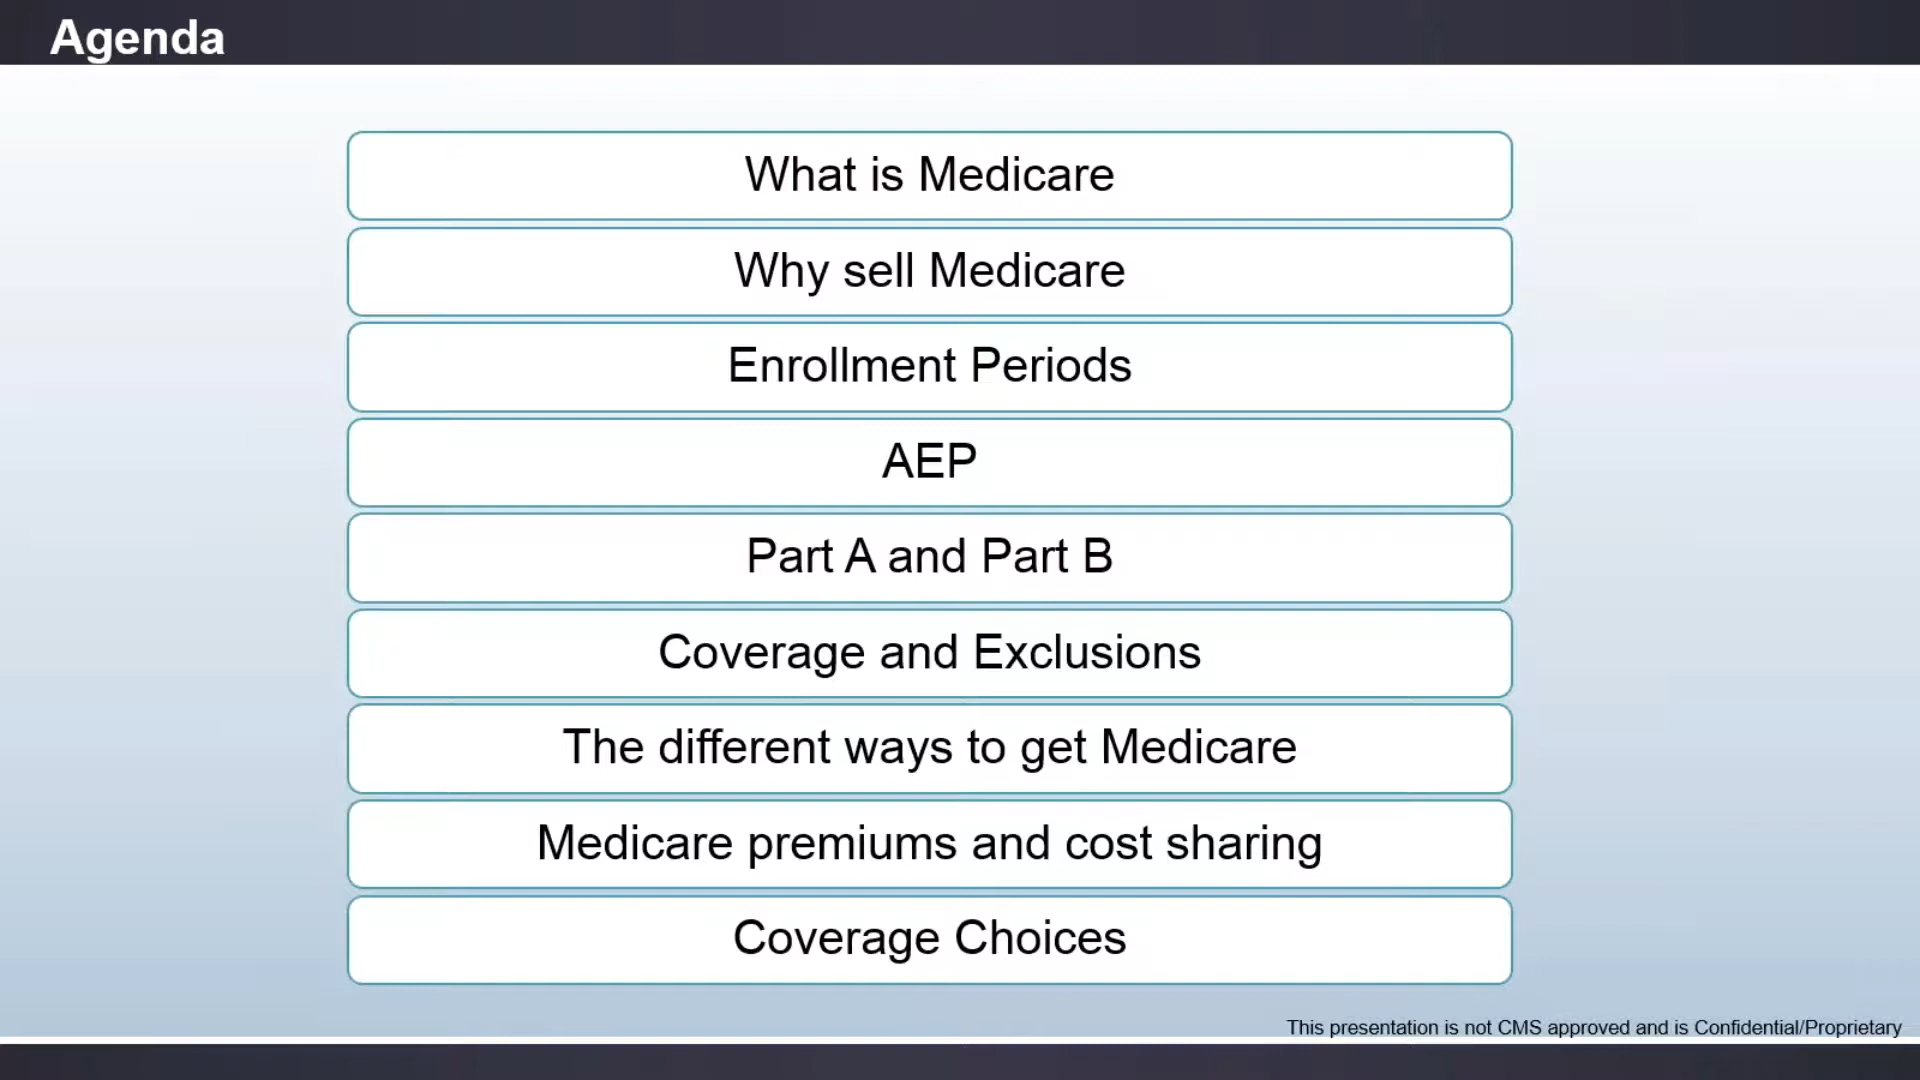 Agenda
What is Medicare
Why sell Medicare
Enrollment Periods
AEP
Part A and Part B
Coverage and Exclusions
The different ways to get Medicare
Medicare premiums and cost sharing
Coverage Choices
This presentation is not CMS approved and is Confidential/Proprietary